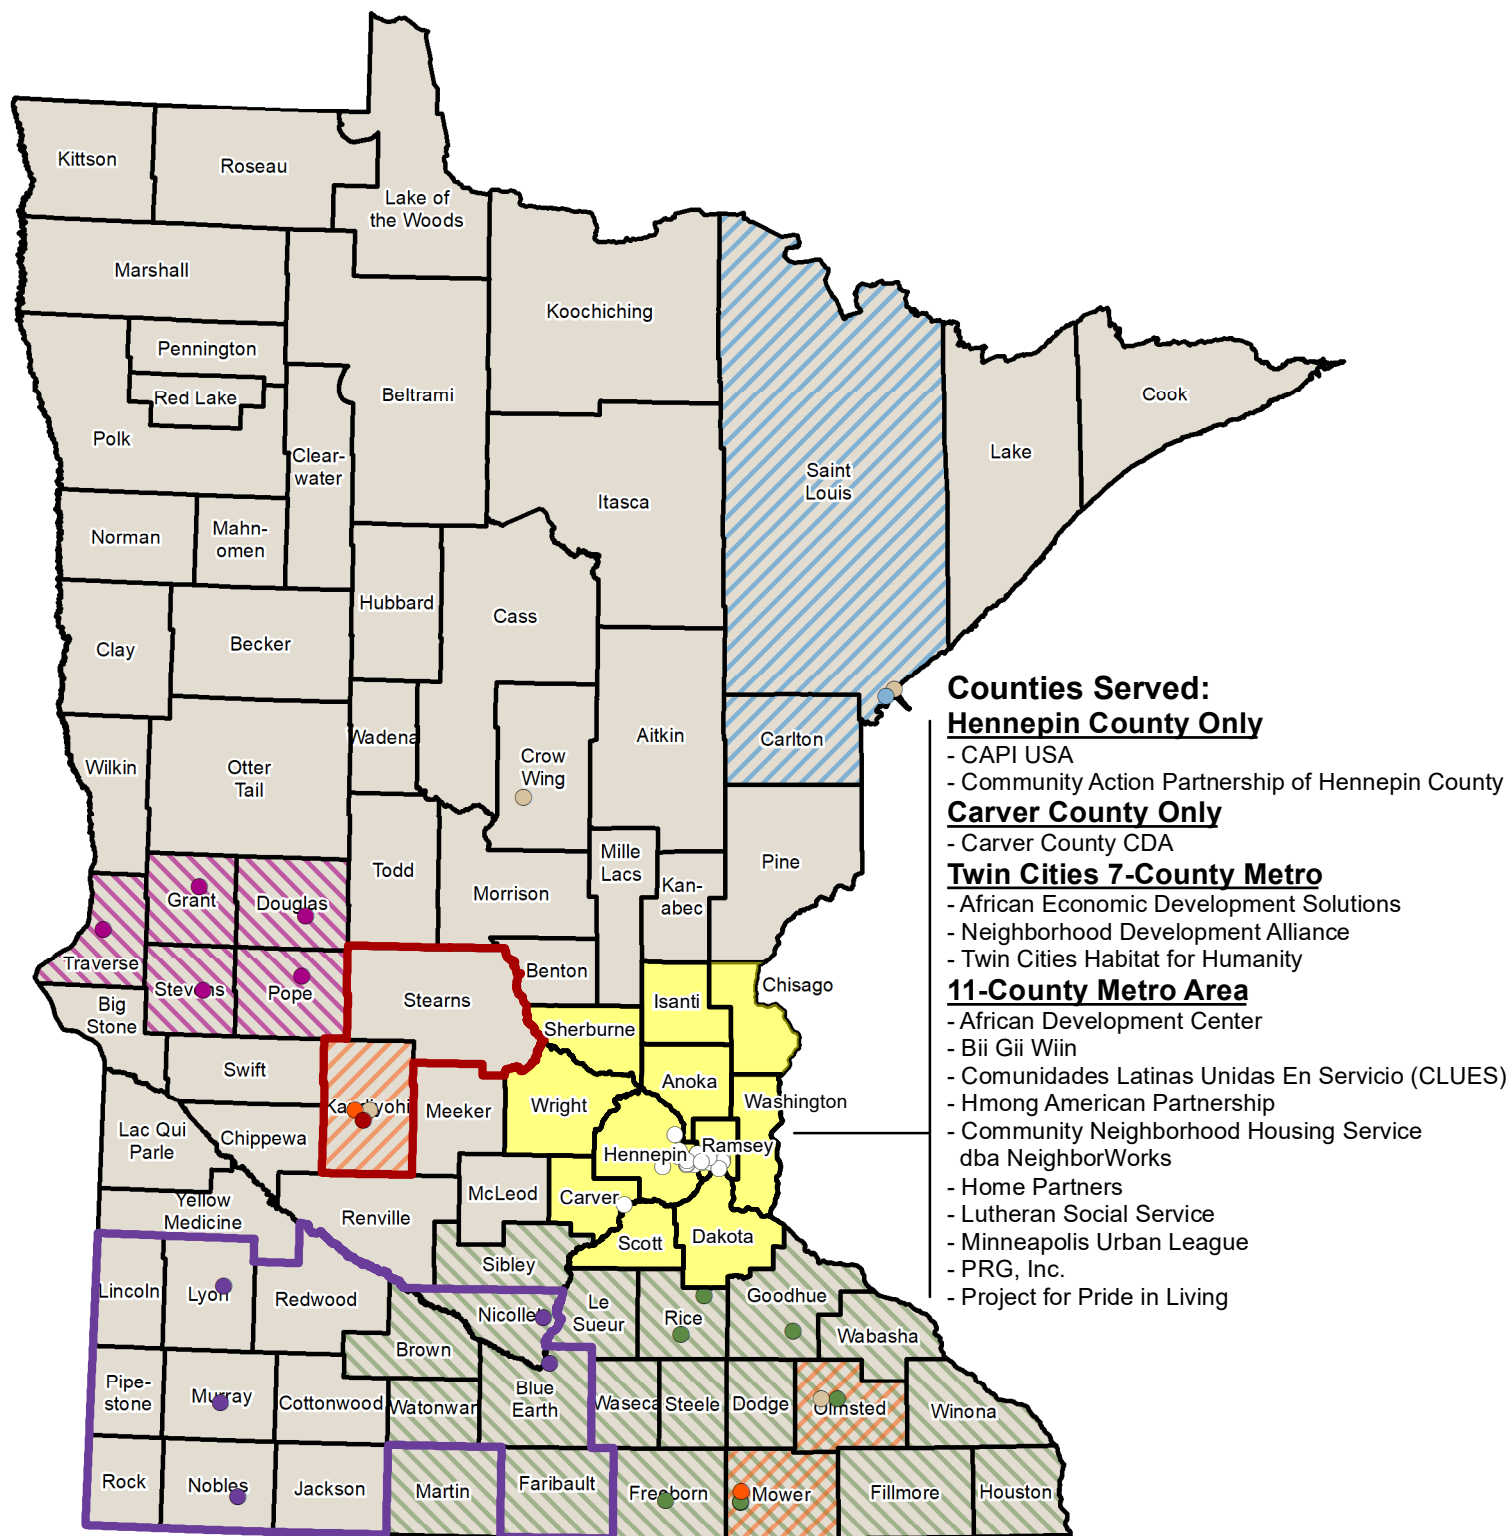 Kittson
Roseau
Lake of
the Woods
Marshall
Koochiching
Pennington
Red Lake
Beltrami
Cook
Polk
Clear-
water
Lake
Saint
Louis
Itasca
Norman
Mahn-
omen
Hubbard
Cass
Clay
Becker
Wadena
Aitkin
Carlton
Wilkin
Otter
Tail
Crow
Wing
Todd
Mille
Lacs
Pine
Morrison
Kan-
abec
Grant
Douglas
Traverse
Stevens
Pope
Benton
Big
Stone
Stearns
Isanti
Chisago
Sherburne
Swift
Anoka
Kandiyohi
Meeker
Wright
Washington
Lac Qui
Parle
Chippewa
Hennepin
Ramsey
McLeod
Carver
Yellow
Medicine
Renville
Scott
Dakota
Sibley
Lincoln
Lyon
Redwood
Nicollet
Le
Sueur
Rice
Goodhue
Wabasha
Brown
Pipe-
stone
Murray
Cottonwood
Watonwan
Blue
Earth
Waseca
Steele
Dodge
Olmsted
Winona
Rock
Nobles
Jackson
Martin
Faribault
Freeborn
Mower
Fillmore
Houston
Counties Served:
Hennepin County Only
- CAPI USA
- Community Action Partnership of Hennepin County
Carver County Only
- Carver County CDA
Twin Cities 7-County Metro
- African Economic Development Solutions
- Neighborhood Development Alliance
- Twin Cities Habitat for Humanity
11-County Metro Area
- African Development Center
- Bii Gii Wiin
- Comunidades Latinas Unidas En Servicio (CLUES)
- Hmong American Partnership
- Community Neighborhood Housing Service
dba NeighborWorks
- Home Partners
- Lutheran Social Service
- Minneapolis Urban League
- PRG, Inc.
- Project for Pride in Living